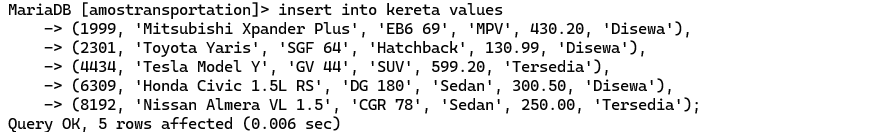 MariaDB [amostransportation]> insert into kereta values
    -> (1999, 'Mitsubishi Xpander Plus', 'EB6 69', 'MPV', 430.20, 'Disewa'),
    -> (2301, 'Toyota Yaris', 'SGF 64', 'Hatchback', 130.99, 'Disewa'),
    -> (4434, 'Tesla Model Y', 'GV 44', 'SUV', 599.20, 'Tersedia'),
    -> (6309, 'Honda Civic 1.5L RS', 'DG 180', 'Sedan', 300.50, 'Disewa'),
    -> (8192, 'Nissan Almera VL 1.5', 'CGR 78', 'Sedan', 250.00, 'Tersedia');
Query OK, 5 rows affected (0.006 sec)